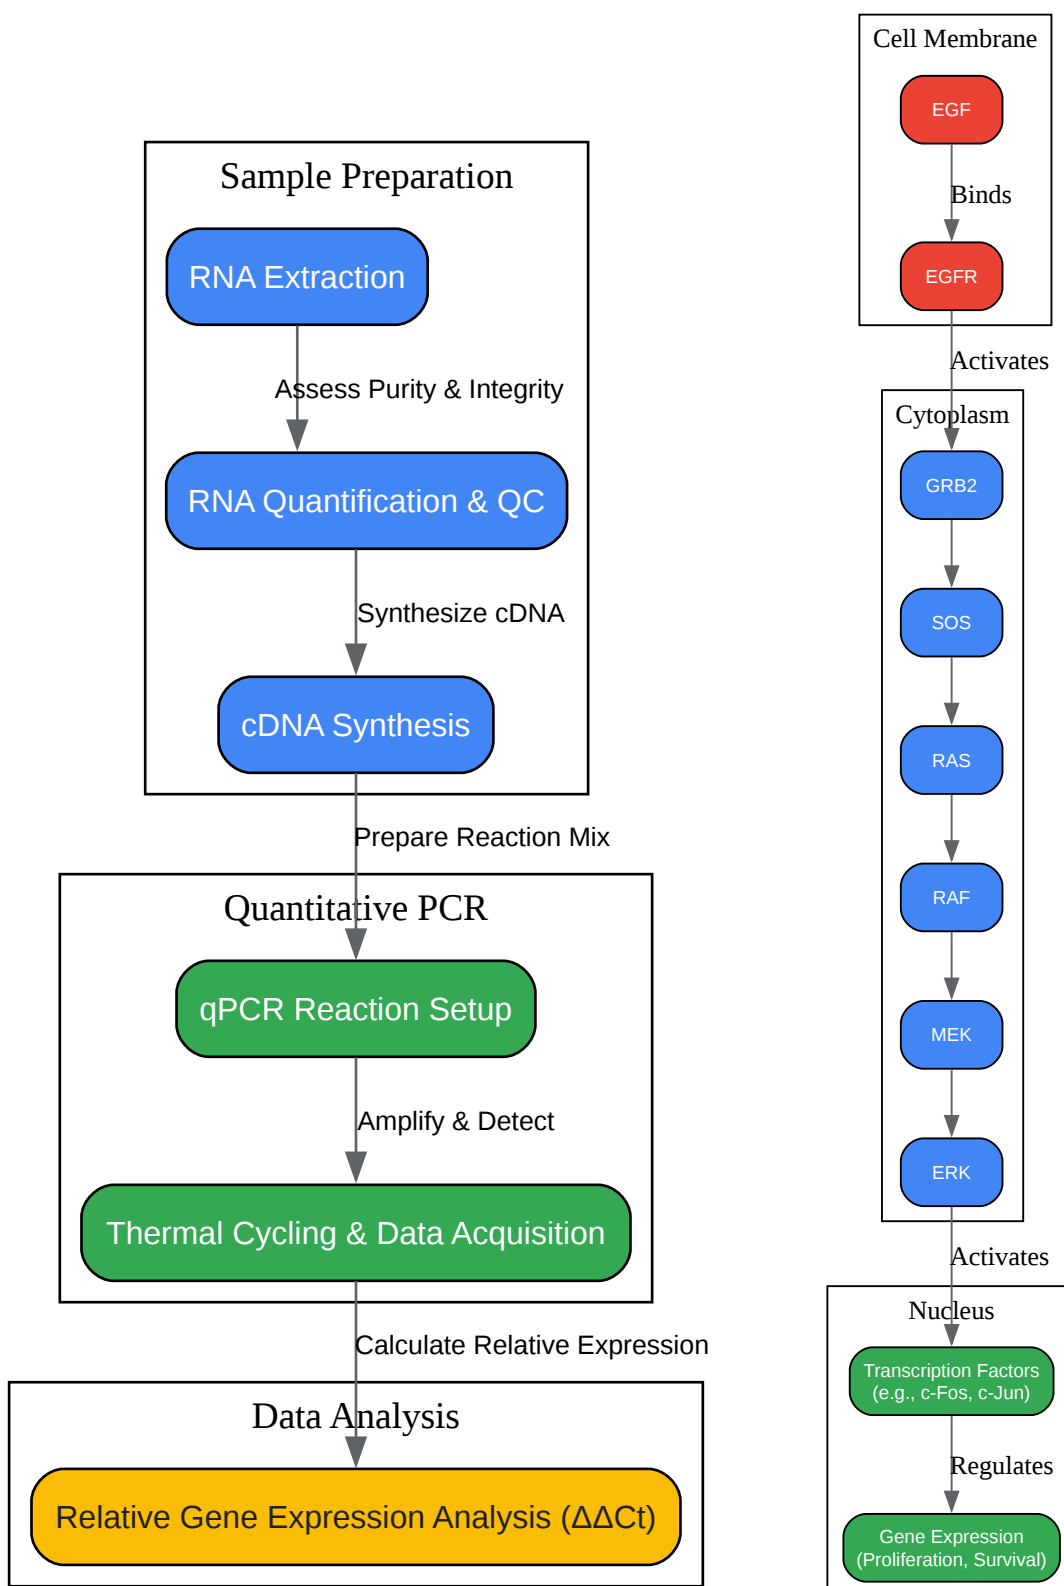 Sample Preparation
RNA Extraction
Assess Purity & Integrity
RNA Quantification & QC
Synthesize cDNA
cDNA Synthesis
Prepare Reaction Mix
Quantitative PCR
qPCR Reaction Setup
Amplify & Detect
Thermal Cycling & Data Acquisition
Calculate Relative Expression
Data Analysis
Relative Gene Expression Analysis (ΔΔCt)
Cell Membrane
EGF
Binds
EGFR
Activates
Cytoplasm
GRB2
SOS
RAS
RAF
MEK
ERK
Activates
Nucleus
Transcription Factors
(e.g., c-Fos, c-Jun)
Regulates
Gene Expression
(Proliferation, Survival)